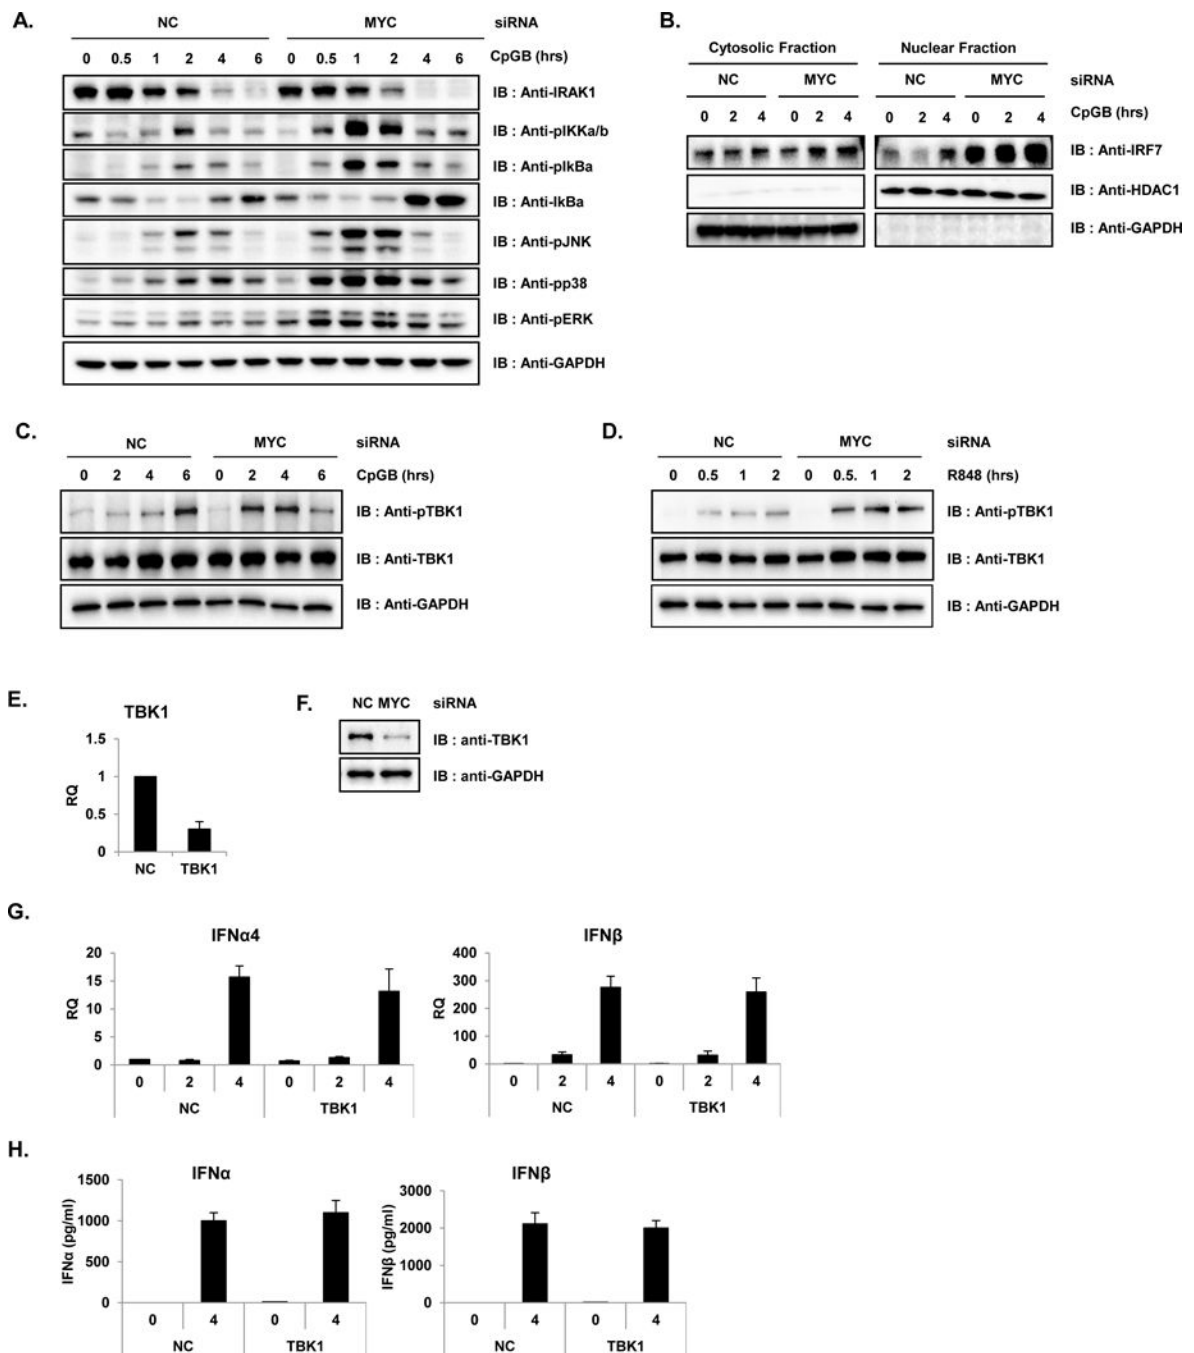 A.
NC MYC siRNA
0 0.5 1 2 4 6 0 0.5 1 2 4 6 CpGB (hrs)
IB : Anti-IRAK1
IB : Anti-pIKKa/b
IB : Anti-pIkBa
IB : Anti-IkBa
IB : Anti-pJNK
IB : Anti-pp38
IB : Anti-pERK
IB : Anti-GAPDH
B.
Cytosolic Fraction Nuclear Fraction
NC MYC NC MYC siRNA
0 2 4 0 2 4 0 2 4 0 2 4 CpGB (hrs)
IB : Anti-IRF7
IB : Anti-HDAC1
IB : Anti-GAPDH
C.
NC MYC siRNA
0 2 4 6 0 2 4 6 CpGB (hrs)
IB : Anti-pTBK1
IB : Anti-TBK1
IB : Anti-GAPDH
D.
NC MYC siRNA
0 0.5 1 2 0 0.5. 1 2 R848 (hrs)
IB : Anti-pTBK1
IB : Anti-TBK1
IB : Anti-GAPDH
E.
TBK1
1.5
1
0.5
0
RQ
NC TBK1
F.
NC MYC siRNA
IB : anti-TBK1
IB : anti-GAPDH
G.
IFNα4
20
15
10
5
0
RQ
0 2 4 0 2 4
NC TBK1
IFNβ
400
300
200
100
0
RQ
0 2 4 0 2 4
NC TBK1
H.
IFNα
1500
1000
500
0
IFNα (pg/ml)
0 4 0 4
NC TBK1
IFNβ
3000
2000
1000
0
IFNβ (pg/ml)
0 4 0 4
NC TBK1